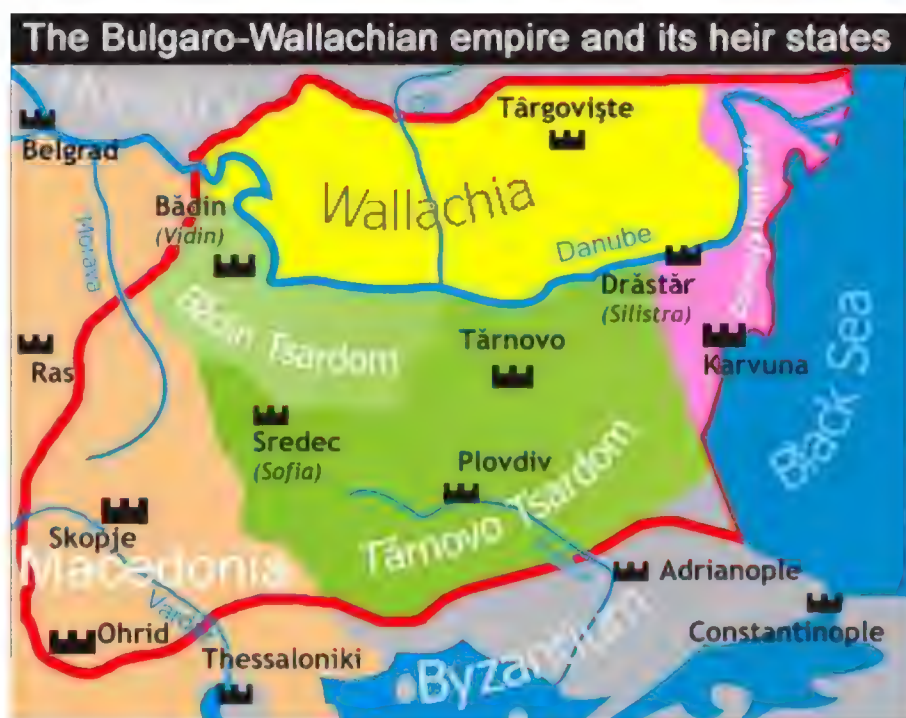 The Bulgaro-Wallachian empire and its heir states
Târgovişte
Belgrad
Wallachia
Bădin
(Vidin)
Morava
Danube
Drăstăr
(Silistra)
Bădin Tsardom
Tărnovo
Ras
Karvuna
Black Sea
Sredec
(Sofia)
Plovdiv
Tărnovo Tsardom
Skopje
Macedonia
Adrianople
Vardar
Ohrid
Constantinople
Thessaloniki
Byzantium